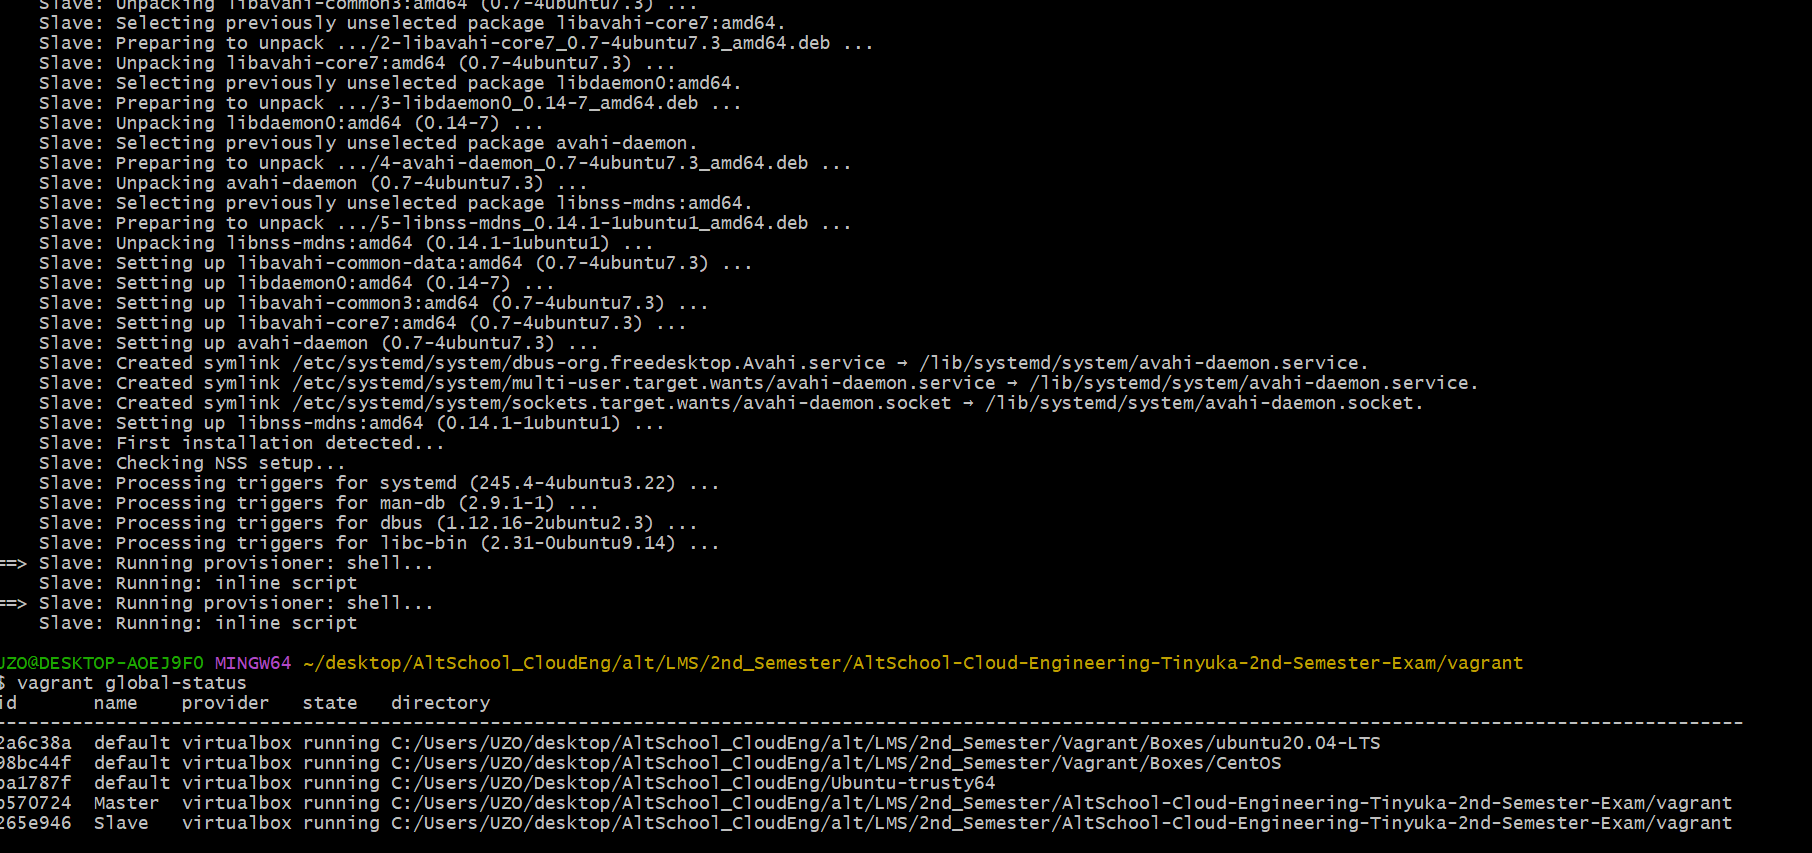 Slave: Unpacking libavahi-common3:amd64 (0.7-4ubuntu7.3) ...
Slave: Selecting previously unselected package libavahi-core7:amd64.
Slave: Preparing to unpack .../2-libavahi-core7_0.7-4ubuntu7.3_amd64.deb ...
Slave: Unpacking libavahi-core7:amd64 (0.7-4ubuntu7.3) ...
Slave: Selecting previously unselected package libdaemon0:amd64.
Slave: Preparing to unpack .../3-libdaemon0_0.14-7_amd64.deb ...
Slave: Unpacking libdaemon0:amd64 (0.14-7) ...
Slave: Selecting previously unselected package avahi-daemon.
Slave: Preparing to unpack .../4-avahi-daemon_0.7-4ubuntu7.3_amd64.deb ...
Slave: Unpacking avahi-daemon (0.7-4ubuntu7.3) ...
Slave: Selecting previously unselected package libnss-mdns:amd64.
Slave: Preparing to unpack .../5-libnss-mdns_0.14.1-1ubuntu1_amd64.deb ...
Slave: Unpacking libnss-mdns:amd64 (0.14.1-1ubuntu1) ...
Slave: Setting up libavahi-common-data:amd64 (0.7-4ubuntu7.3) ...
Slave: Setting up libdaemon0:amd64 (0.14-7) ...
Slave: Setting up libavahi-common3:amd64 (0.7-4ubuntu7.3) ...
Slave: Setting up libavahi-core7:amd64 (0.7-4ubuntu7.3) ...
Slave: Setting up avahi-daemon (0.7-4ubuntu7.3) ...
Slave: Created symlink /etc/systemd/system/dbus-org.freedesktop.Avahi.service → /lib/systemd/system/avahi-daemon.service.
Slave: Created symlink /etc/systemd/system/multi-user.target.wants/avahi-daemon.service → /lib/systemd/system/avahi-daemon.service.
Slave: Created symlink /etc/systemd/system/sockets.target.wants/avahi-daemon.socket → /lib/systemd/system/avahi-daemon.socket.
Slave: Setting up libnss-mdns:amd64 (0.14.1-1ubuntu1) ...
Slave: First installation detected...
Slave: Checking NSS setup...
Slave: Processing triggers for systemd (245.4-4ubuntu3.22) ...
Slave: Processing triggers for man-db (2.9.1-1) ...
Slave: Processing triggers for dbus (1.12.16-2ubuntu2.3) ...
Slave: Processing triggers for libc-bin (2.31-0ubuntu9.14) ...
==> Slave: Running provisioner: shell...
Slave: Running: inline script
==> Slave: Running provisioner: shell...
Slave: Running: inline script
UZO@DESKTOP-AOEJ9FO MINGW64 ~/desktop/AltSchool_CloudEng/alt/LMS/2nd_Semester/AltSchool-Cloud-Engineering-Tinyuka-2nd-Semester-Exam/vagrant
$ vagrant global-status
id name provider state directory
2a6c38a default virtualbox running C:/Users/UZO/desktop/AltSchool_CloudEng/alt/LMS/2nd_Semester/Vagrant/Boxes/ubuntu20.04-LTS
98bc44f default virtualbox running C:/Users/UZO/desktop/AltSchool_CloudEng/alt/LMS/2nd_Semester/Vagrant/Boxes/CentOS
ba1787f default virtualbox running C:/Users/UZO/Desktop/AltSchool_CloudEng/Ubuntu-trusty64
b570724 Master virtualbox running C:/Users/UZO/desktop/AltSchool_CloudEng/alt/LMS/2nd_Semester/AltSchool-Cloud-Engineering-Tinyuka-2nd-Semester-Exam/vagrant
265e946 Slave virtualbox running C:/Users/UZO/desktop/AltSchool_CloudEng/alt/LMS/2nd_Semester/AltSchool-Cloud-Engineering-Tinyuka-2nd-Semester-Exam/vagrant